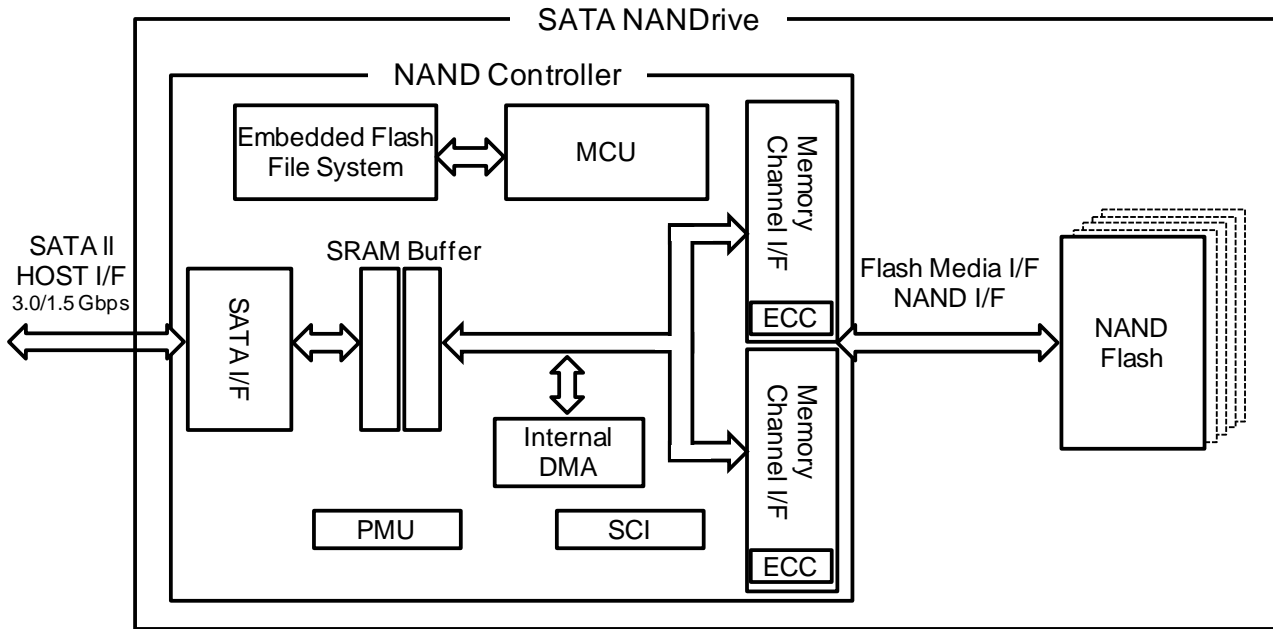 SATA NANDrive
NAND Controller
Embedded Flash
File System
MCU
Memory
Channel I/F
ECC
SATA II
HOST I/F
3.0/1.5 Gbps
SATA I/F
SRAM Buffer
Flash Media I/F
NAND I/F
NAND
Flash
Internal
DMA
Memory
Channel I/F
ECC
PMU
SCI